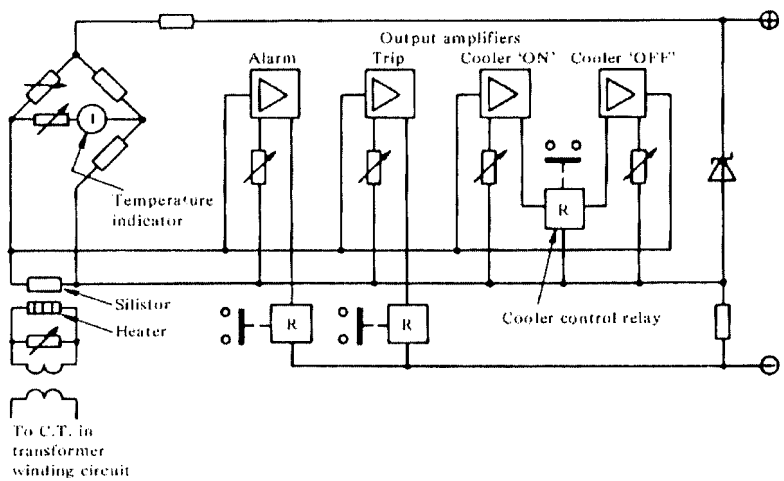 Output amplifiers
Alarm
Trip
Cooler 'ON'
Cooler 'OFF'
I
Temperature
indicator
R
Silistor
Heater
R
R
Cooler control relay
To C.T. in
transformer
winding circuit